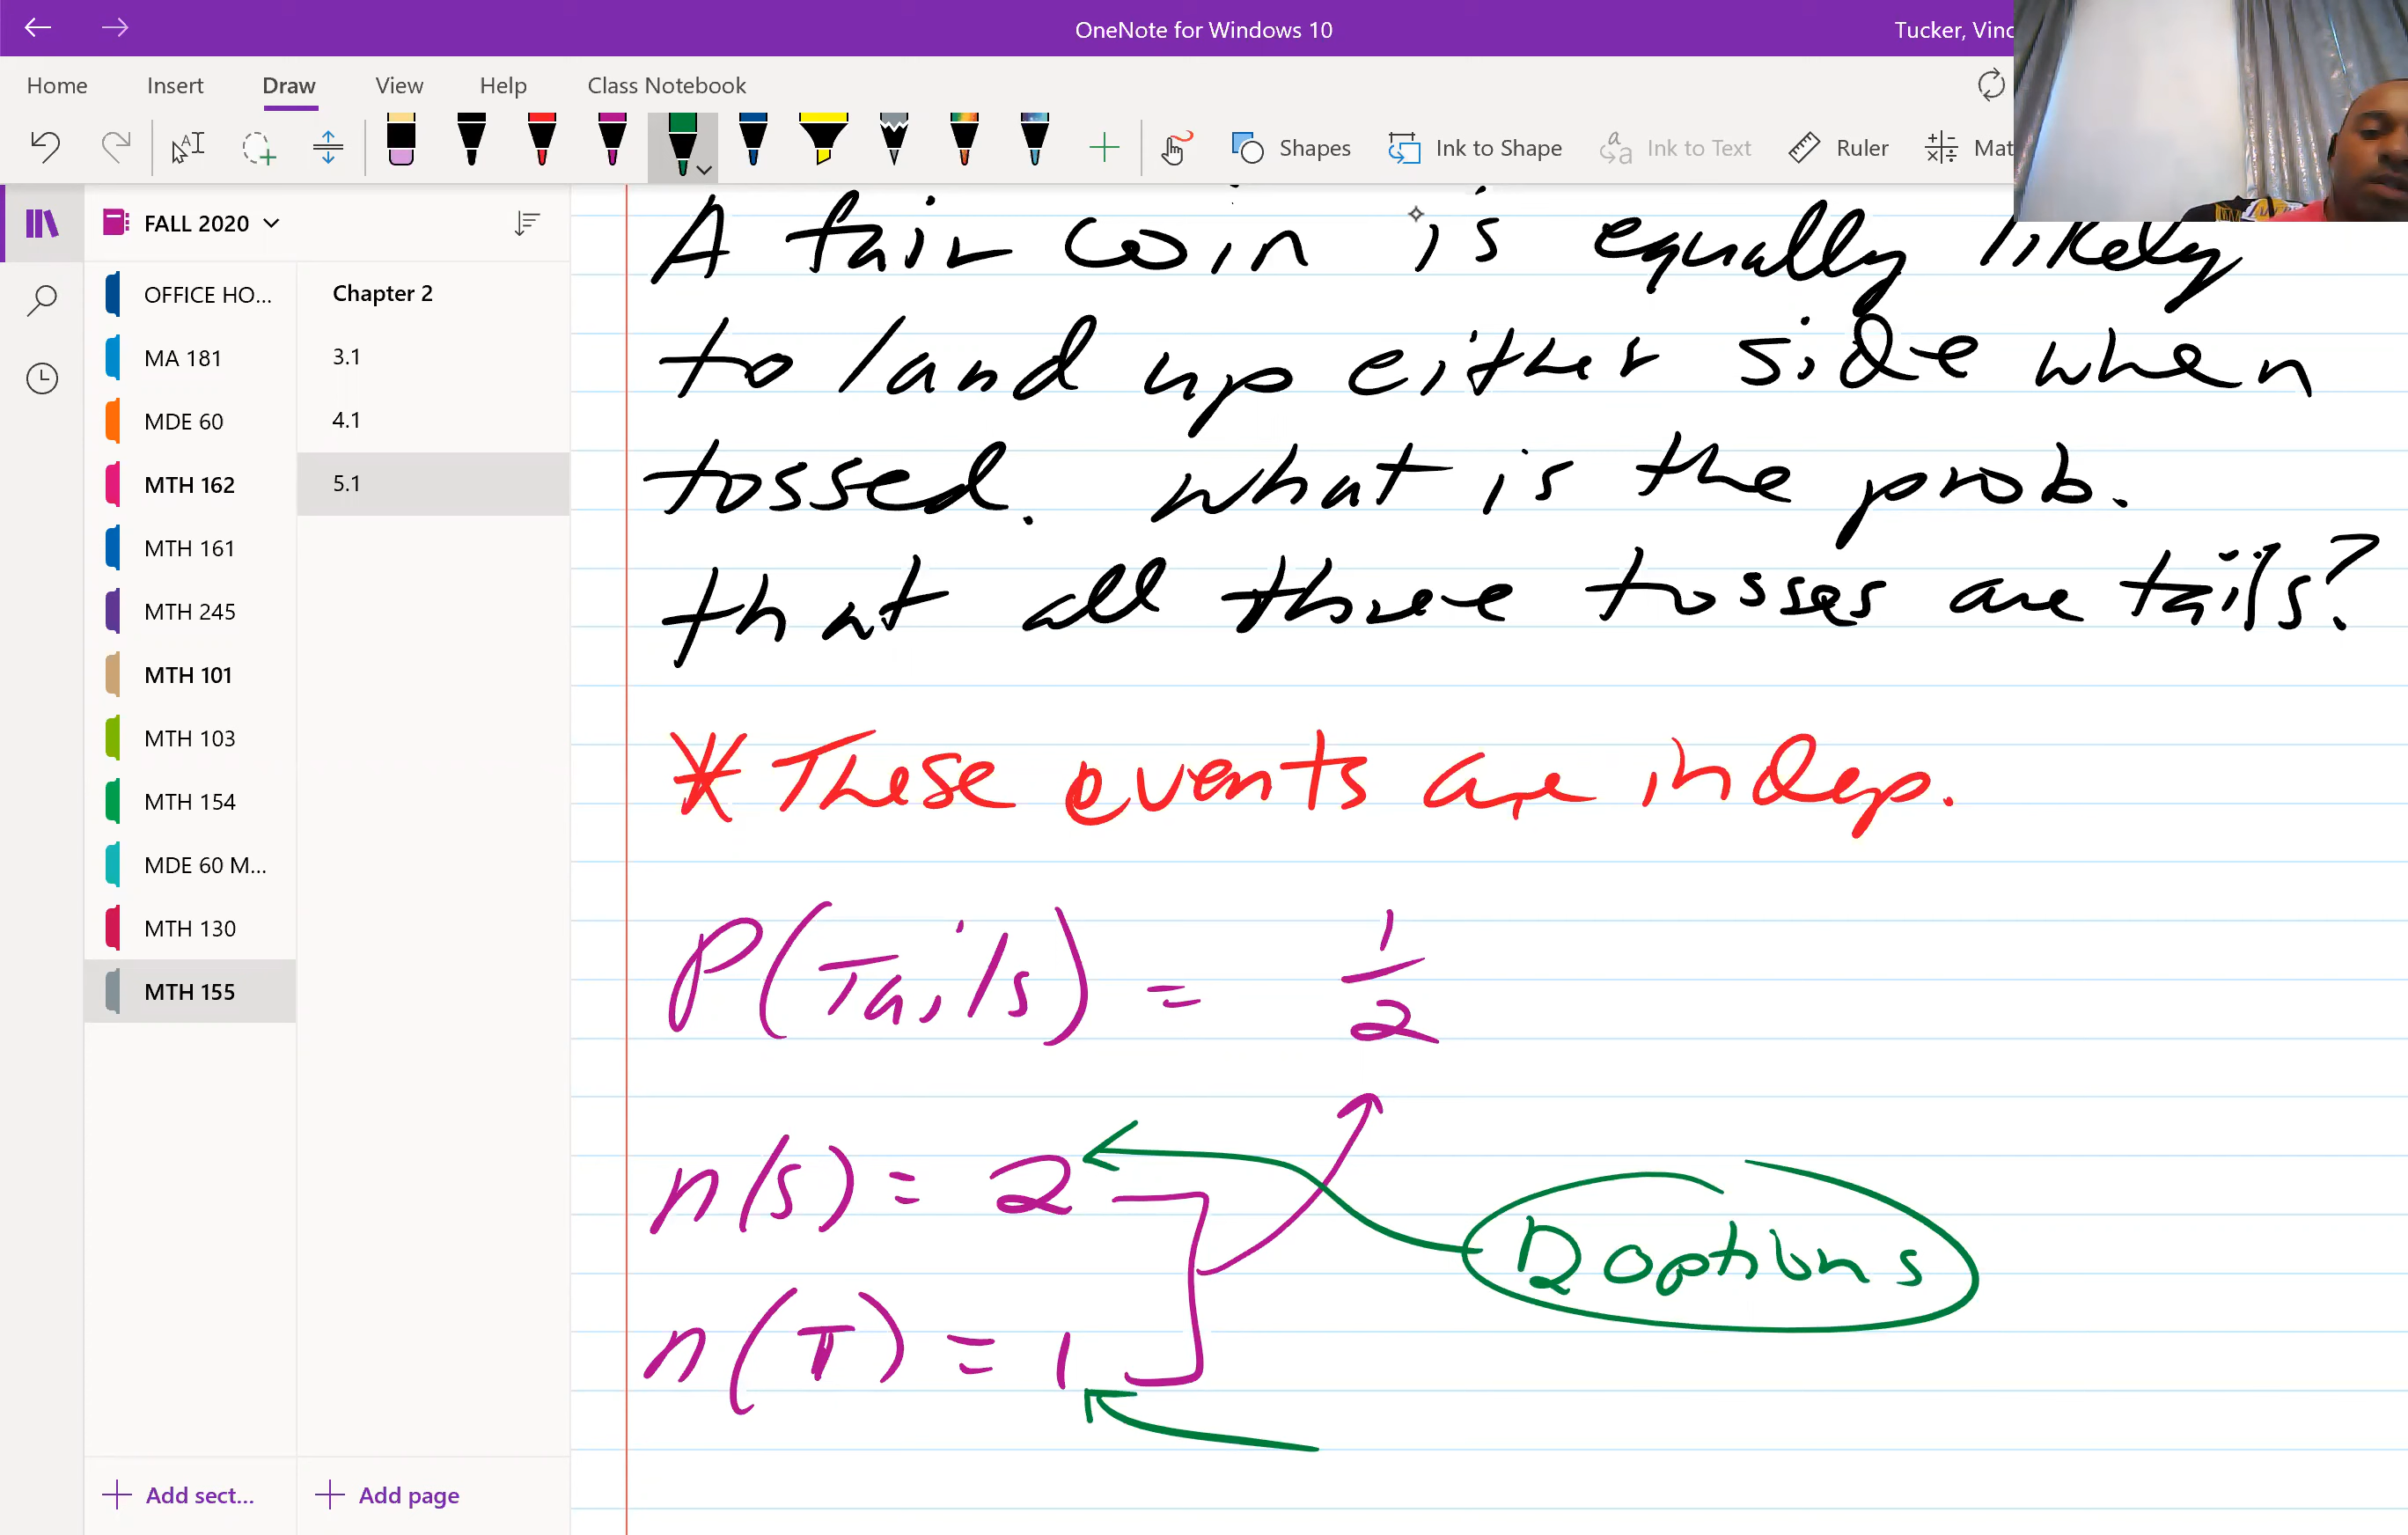 OneNote for Windows 10
Tucker, Vinc
Home Insert Draw View Help Class Notebook
Shapes Ink to Shape Ink to Text Ruler Mat
FALL 2020
OFFICE HO...
MA 181
MDE 60
MTH 162
MTH 161
MTH 245
MTH 101
MTH 103
MTH 154
MDE 60 M...
MTH 130
MTH 155
Add sect...
Chapter 2
3.1
4.1
5.1
Add page
A fair coin is equally likely
to land up either side when
tossed. What is the prob.
that all three tosses are tails?
* These events are indep.
P(Tails) = 1/2
n(s) = 2
2 options
n(T) = 1